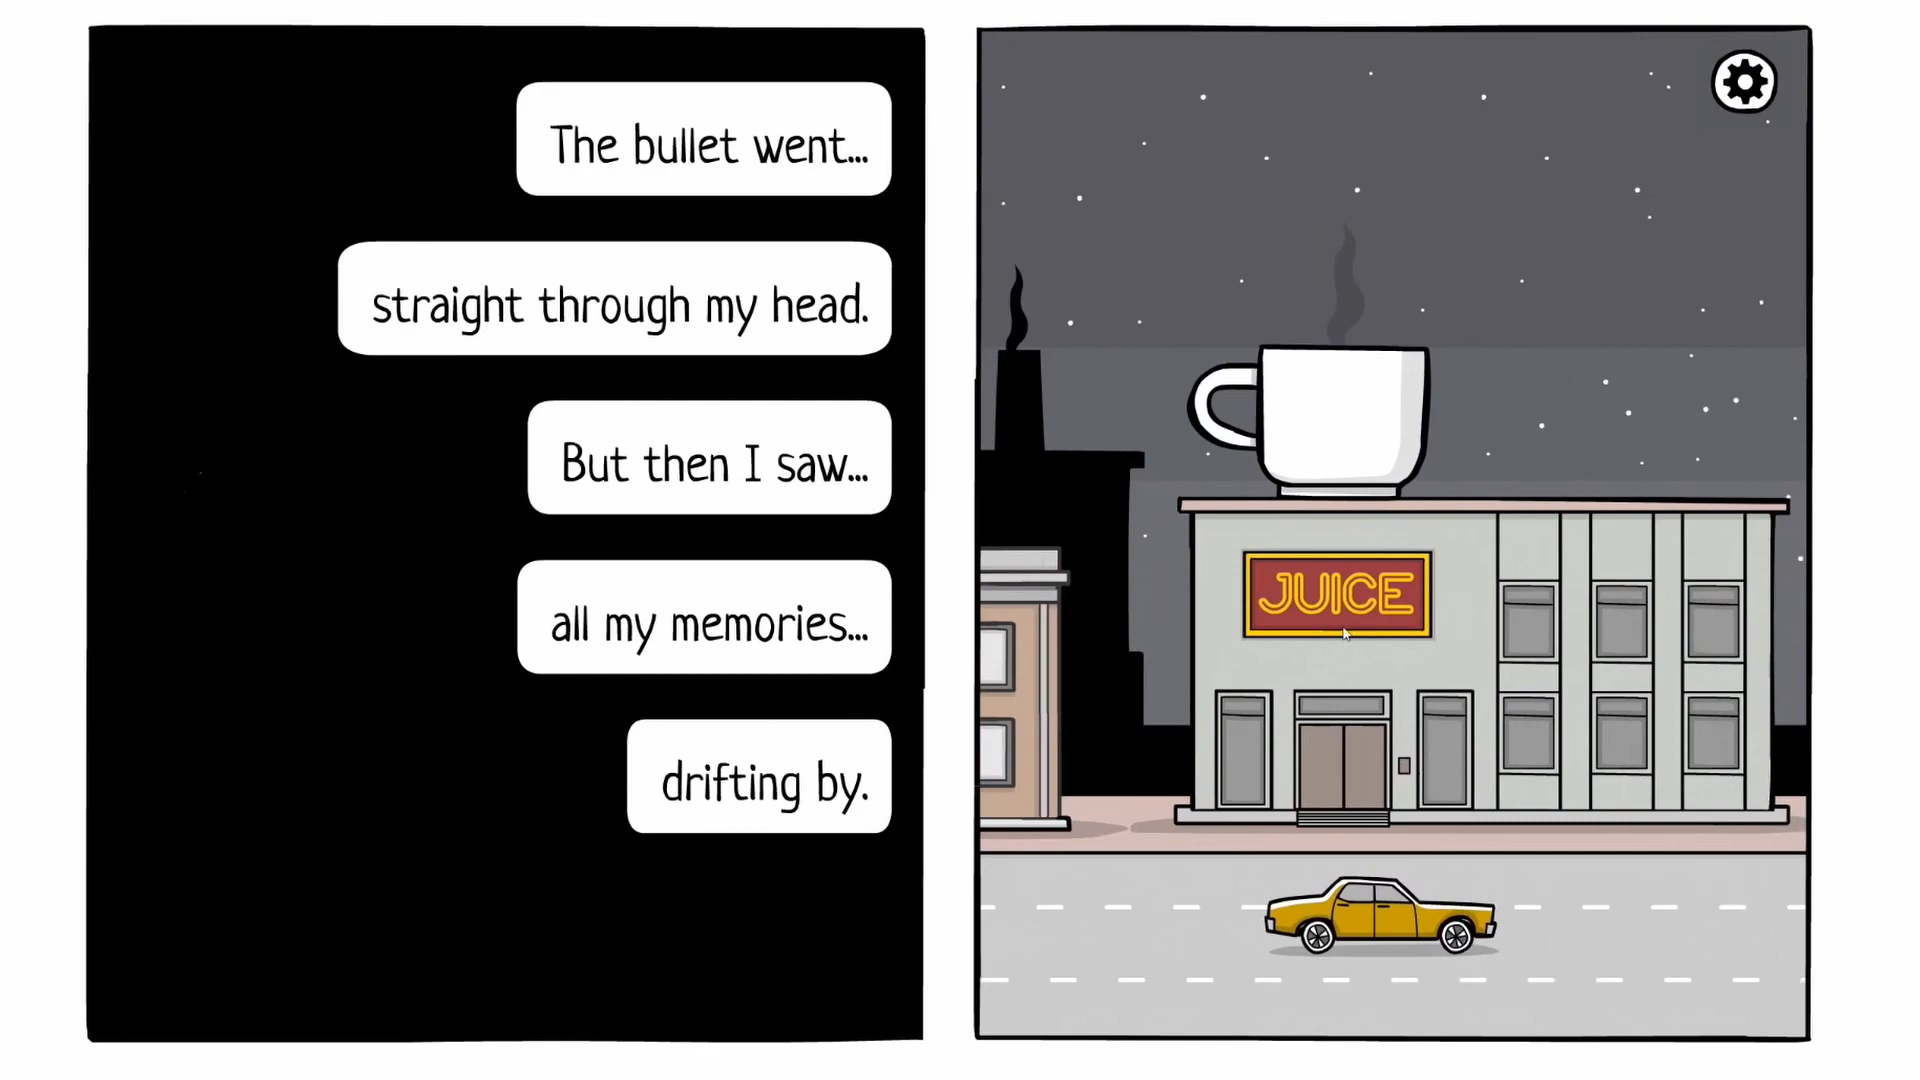 The bullet went...
straight through my head.
But then I saw...
all my memories...
drifting by.
JUICE